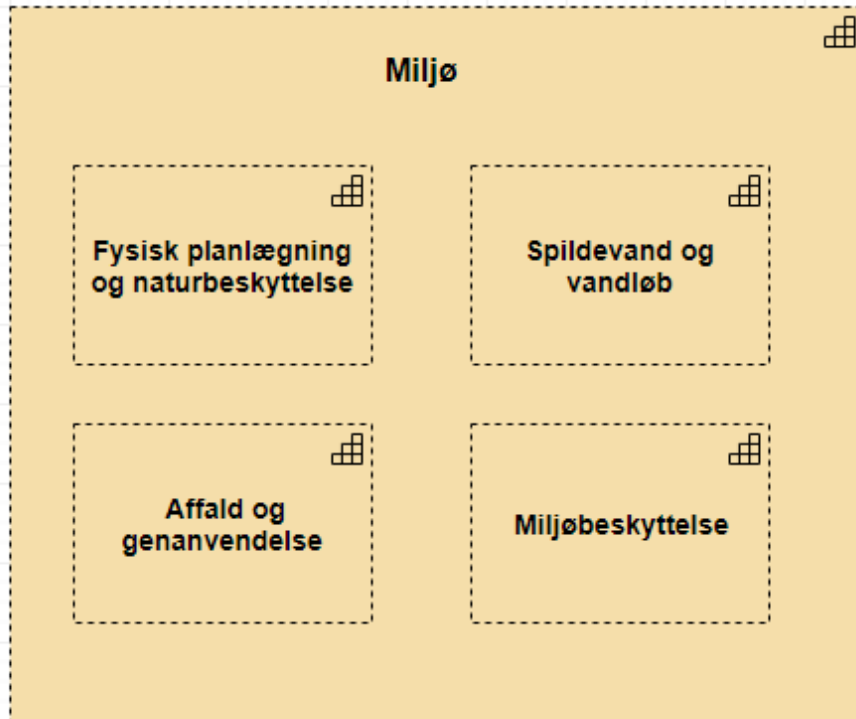 Miljø
Fysisk planlægning
og naturbeskyttelse
Spildevand og
vandløb
Affald og
genanvendelse
Miljøbeskyttelse